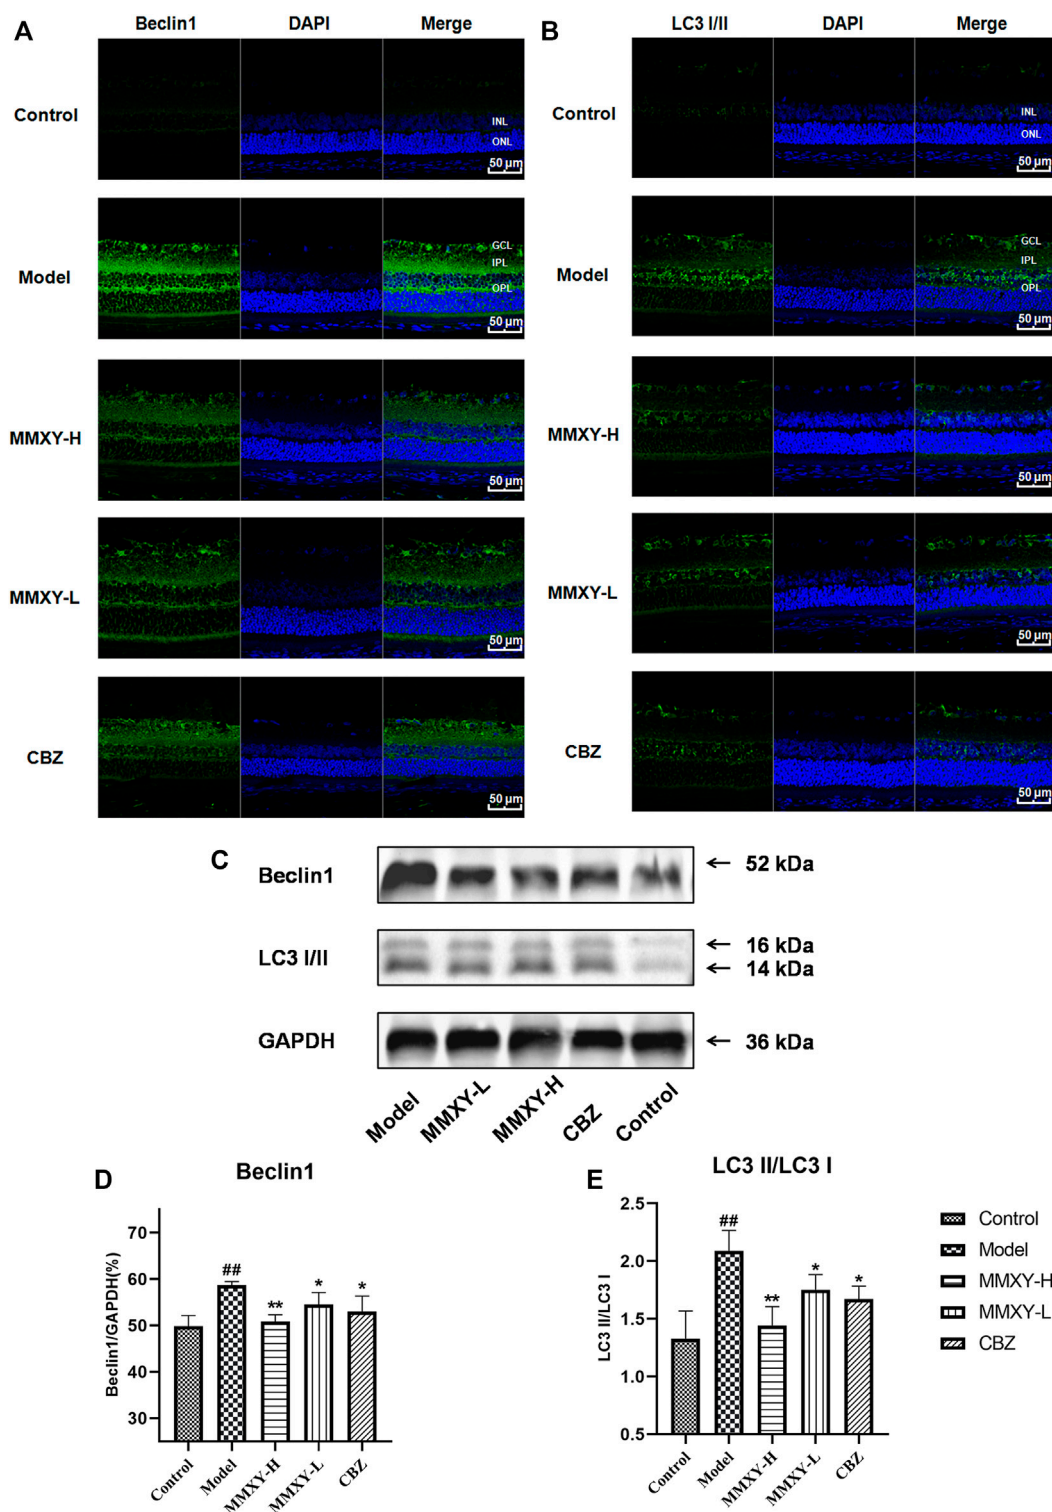 A
Beclin1 DAPI Merge
Control
INL
ONL
50 μm
Model
GCL
IPL
OPL
50 μm
MMXY-H
50 μm
MMXY-L
50 μm
CBZ
50 μm
B
LC3 I/II DAPI Merge
Control
INL
ONL
50 μm
Model
GCL
IPL
OPL
50 μm
MMXY-H
50 μm
MMXY-L
50 μm
CBZ
50 μm
C
Beclin1 ← 52 kDa
LC3 I/II ← 16 kDa
← 14 kDa
GAPDH ← 36 kDa
Model MMXY-L MMXY-H CBZ Control
D
Beclin1
Beclin1/GAPDH(%)
70
60
50
40
30
##
**
*
*
Control Model MMXY-H MMXY-L CBZ
E
LC3 II/LC3 I
LC3 II/LC3 I
2.5
2.0
1.5
1.0
0.5
##
**
*
*
Control Model MMXY-H MMXY-L CBZ
Control
Model
MMXY-H
MMXY-L
CBZ